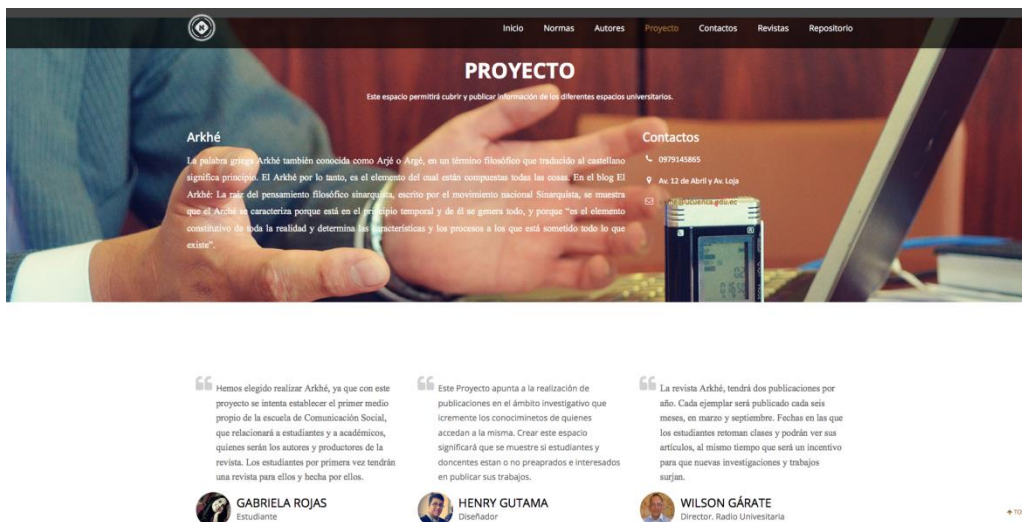 Inicio Normas Autores Proyecto Contactos Revistas Repositorio
PROYECTO
Este espacio permitirá cubrir y publicar información de los diferentes espacios universitarios.
Arkhé
La palabra griega Arkhé también conocida como Arjé o Argé, en un término filosófico que traducido al castellano
significa principio. El Arkhé por lo tanto, es el elemento del cual están compuestas todas las cosas. En el blog El
Arkhé: La raíz del pensamiento filosófico sinarquista, escrito por el movimiento nacional Sinarquista, se muestra
que el Arché se caracteriza porque está en el principio temporal y de él se genera todo, y porque “es el elemento
constitutivo de toda la realidad y determina las características y los procesos a los que está sometido todo lo que
existe”.
Contactos
0979145865
Av. 12 de Abril y Av. Loja
@ucuenca.edu.ec
Hemos elegido realizar Arkhé, ya que con este
proyecto se intenta establecer el primer medio
propio de la escuela de Comunicación Social,
que relacionará a estudiantes y a académicos,
quienes serán los autores y productores de la
revista. Los estudiantes por primera vez tendrán
una revista para ellos y hecha por ellos.
GABRIELA ROJAS
Estudiante
Este Proyecto apunta a la realización de
publicaciones en el ámbito investigativo que
icremente los conociminetos de quienes
accedan a la misma. Crear este espacio
significará que se muestre si estudiantes y
doncentes estan o no preaprados e interesados
en publicar sus trabajos.
HENRY GUTAMA
Diseñador
La revista Arkhé, tendrá dos publicaciones por
año. Cada ejemplar será publicado cada seis
meses, en marzo y septiembre. Fechas en las que
los estudiantes retoman clases y podrán ver sus
artículos, al mismo tiempo que será un incentivo
para que nuevas investigaciones y trabajos
surjan.
WILSON GÁRATE
Director. Radio Univesitaria
TO